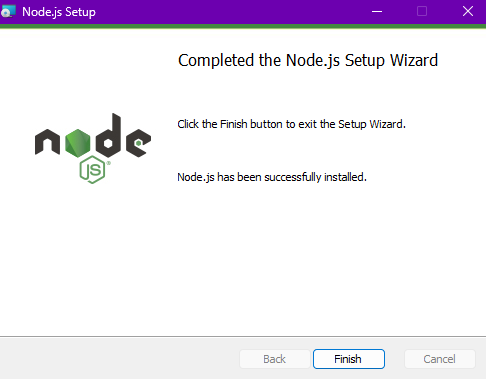 Node.js Setup
Completed the Node.js Setup Wizard
Click the Finish button to exit the Setup Wizard.
node
JS®
Node.js has been successfully installed.
Back
Finish
Cancel